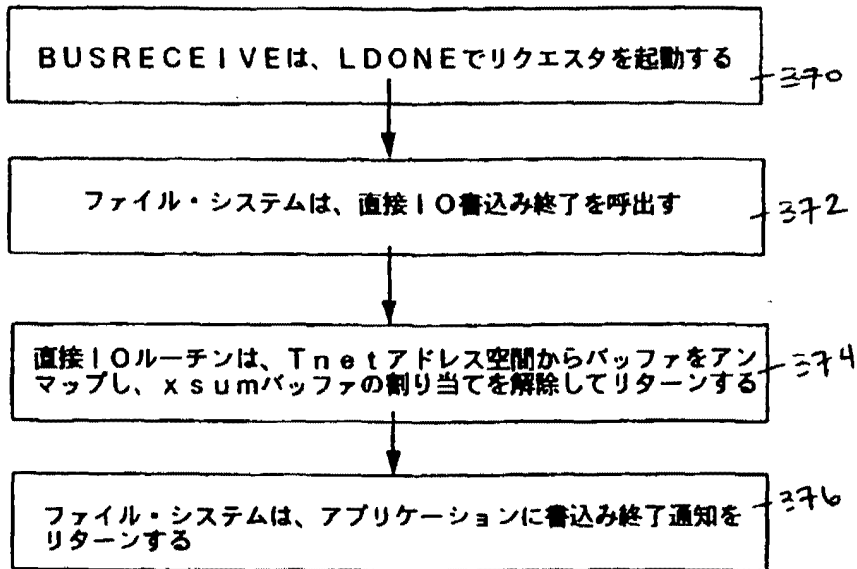 BUSRECEIVEは、LDONEでリクエスタを起動する
370
ファイル・システムは、直接IO書込み終了を呼出す
372
直接IOルーチンは、Tnetアドレス空間からバッファをアン
マップし、xsumバッファの割り当てを解除してリターンする
374
ファイル・システムは、アプリケーションに書込み終了通知を
リターンする
376